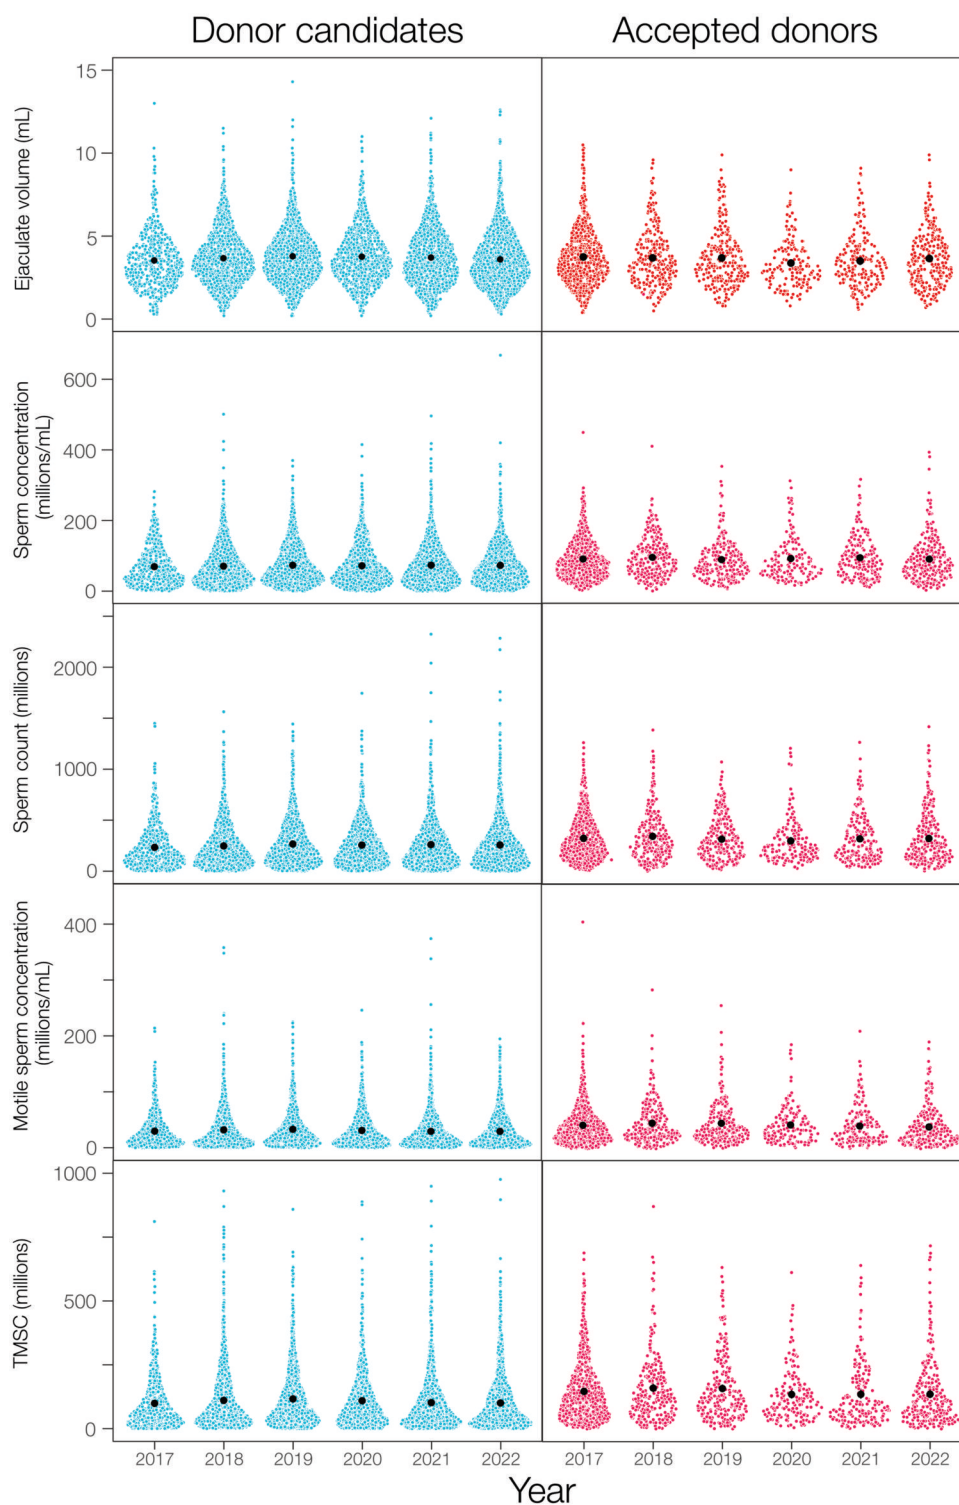 Donor candidates
Accepted donors
Ejaculate volume (mL)
15
10
5
0
Sperm concentration
(millions/mL)
600
400
200
0
Sperm count (millions)
2000
1000
0
Motile sperm concentration
(millions/mL)
400
200
0
TMSC (millions)
1000
500
0
2017 2018 2019 2020 2021 2022 2017 2018 2019 2020 2021 2022
Year